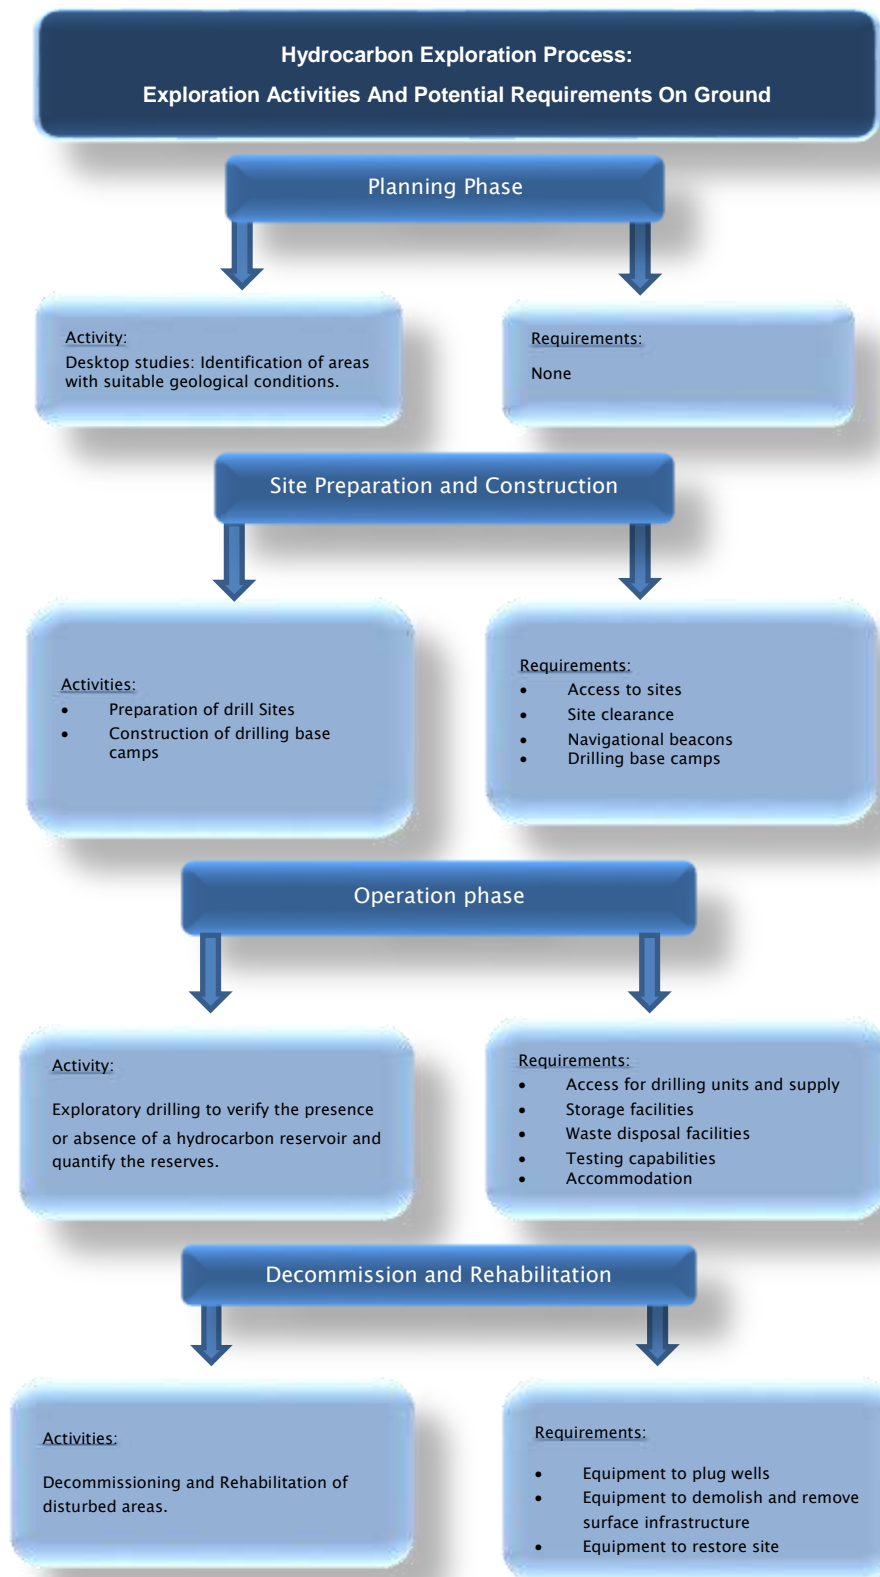 Hydrocarbon Exploration Process:
Exploration Activities And Potential Requirements On Ground
Planning Phase
Activity:
Desktop studies: Identification of areas
with suitable geological conditions.
Requirements:
None
Site Preparation and Construction
Activities:
• Preparation of drill Sites
• Construction of drilling base
camps
Requirements:
• Access to sites
• Site clearance
• Navigational beacons
• Drilling base camps
Operation phase
Activity:
Exploratory drilling to verify the presence
or absence of a hydrocarbon reservoir and
quantify the reserves.
Requirements:
• Access for drilling units and supply
• Storage facilities
• Waste disposal facilities
• Testing capabilities
• Accommodation
Decommission and Rehabilitation
Activities:
Decommissioning and Rehabilitation of
disturbed areas.
Requirements:
• Equipment to plug wells
• Equipment to demolish and remove
surface infrastructure
• Equipment to restore site